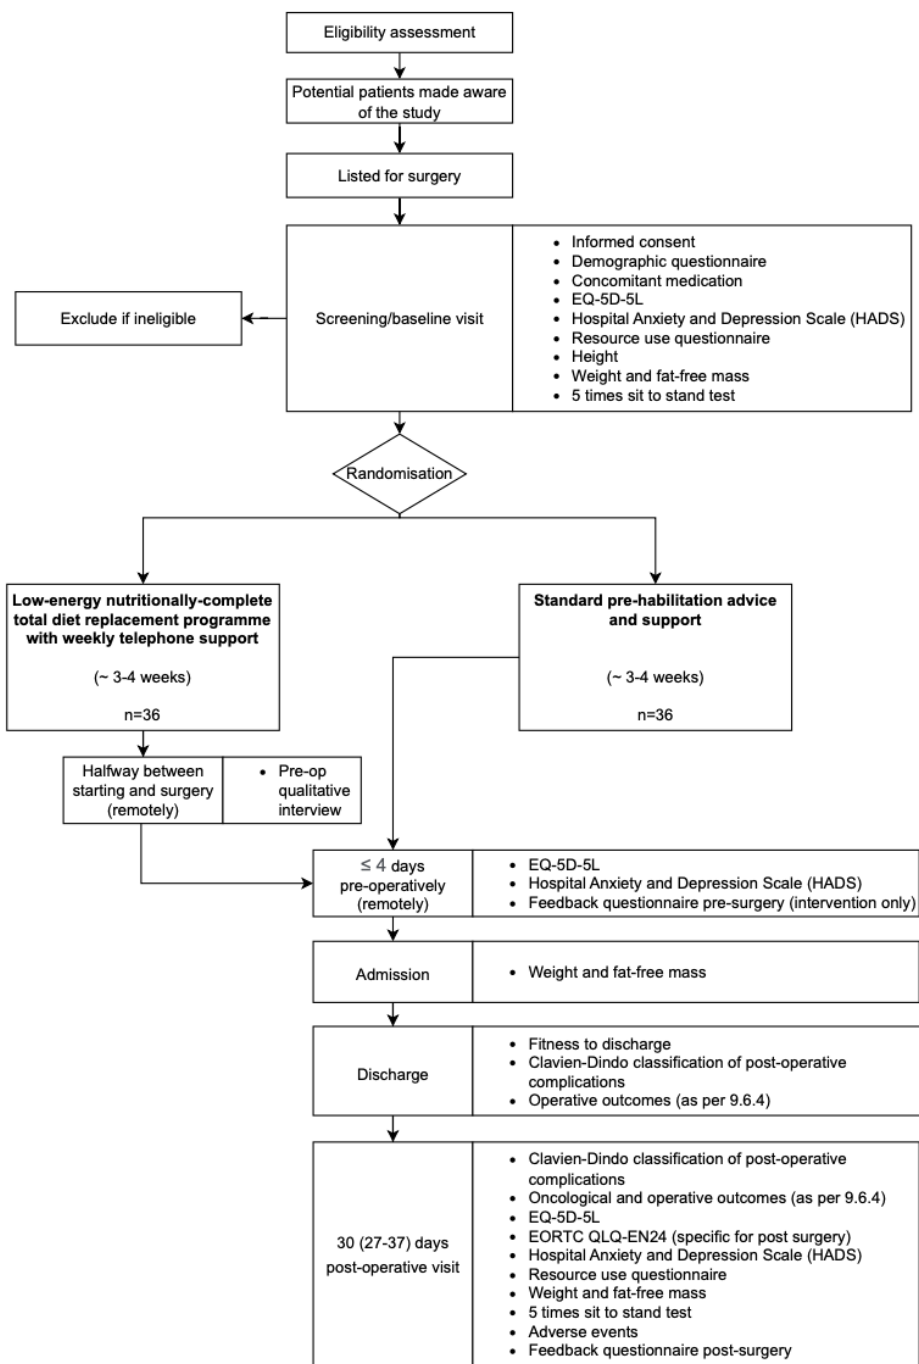 Eligibility assessment
Potential patients made aware
of the study
Listed for surgery
Screening/baseline visit
• Informed consent
• Demographic questionnaire
• Concomitant medication
• EQ-5D-5L
• Hospital Anxiety and Depression Scale (HADS)
• Resource use questionnaire
• Height
• Weight and fat-free mass
• 5 times sit to stand test
Exclude if ineligible
Randomisation
Low-energy nutritionally-complete
total diet replacement programme
with weekly telephone support
(~ 3-4 weeks)
n=36
Standard pre-habilitation advice
and support
(~ 3-4 weeks)
n=36
Halfway between
starting and surgery
(remotely)
• Pre-op
qualitative
interview
≤ 4 days
pre-operatively
(remotely)
• EQ-5D-5L
• Hospital Anxiety and Depression Scale (HADS)
• Feedback questionnaire pre-surgery (intervention only)
Admission
• Weight and fat-free mass
Discharge
• Fitness to discharge
• Clavien-Dindo classification of post-operative
complications
• Operative outcomes (as per 9.6.4)
30 (27-37) days
post-operative visit
• Clavien-Dindo classification of post-operative
complications
• Oncological and operative outcomes (as per 9.6.4)
• EQ-5D-5L
• EORTC QLQ-EN24 (specific for post surgery)
• Hospital Anxiety and Depression Scale (HADS)
• Resource use questionnaire
• Weight and fat-free mass
• 5 times sit to stand test
• Adverse events
• Feedback questionnaire post-surgery